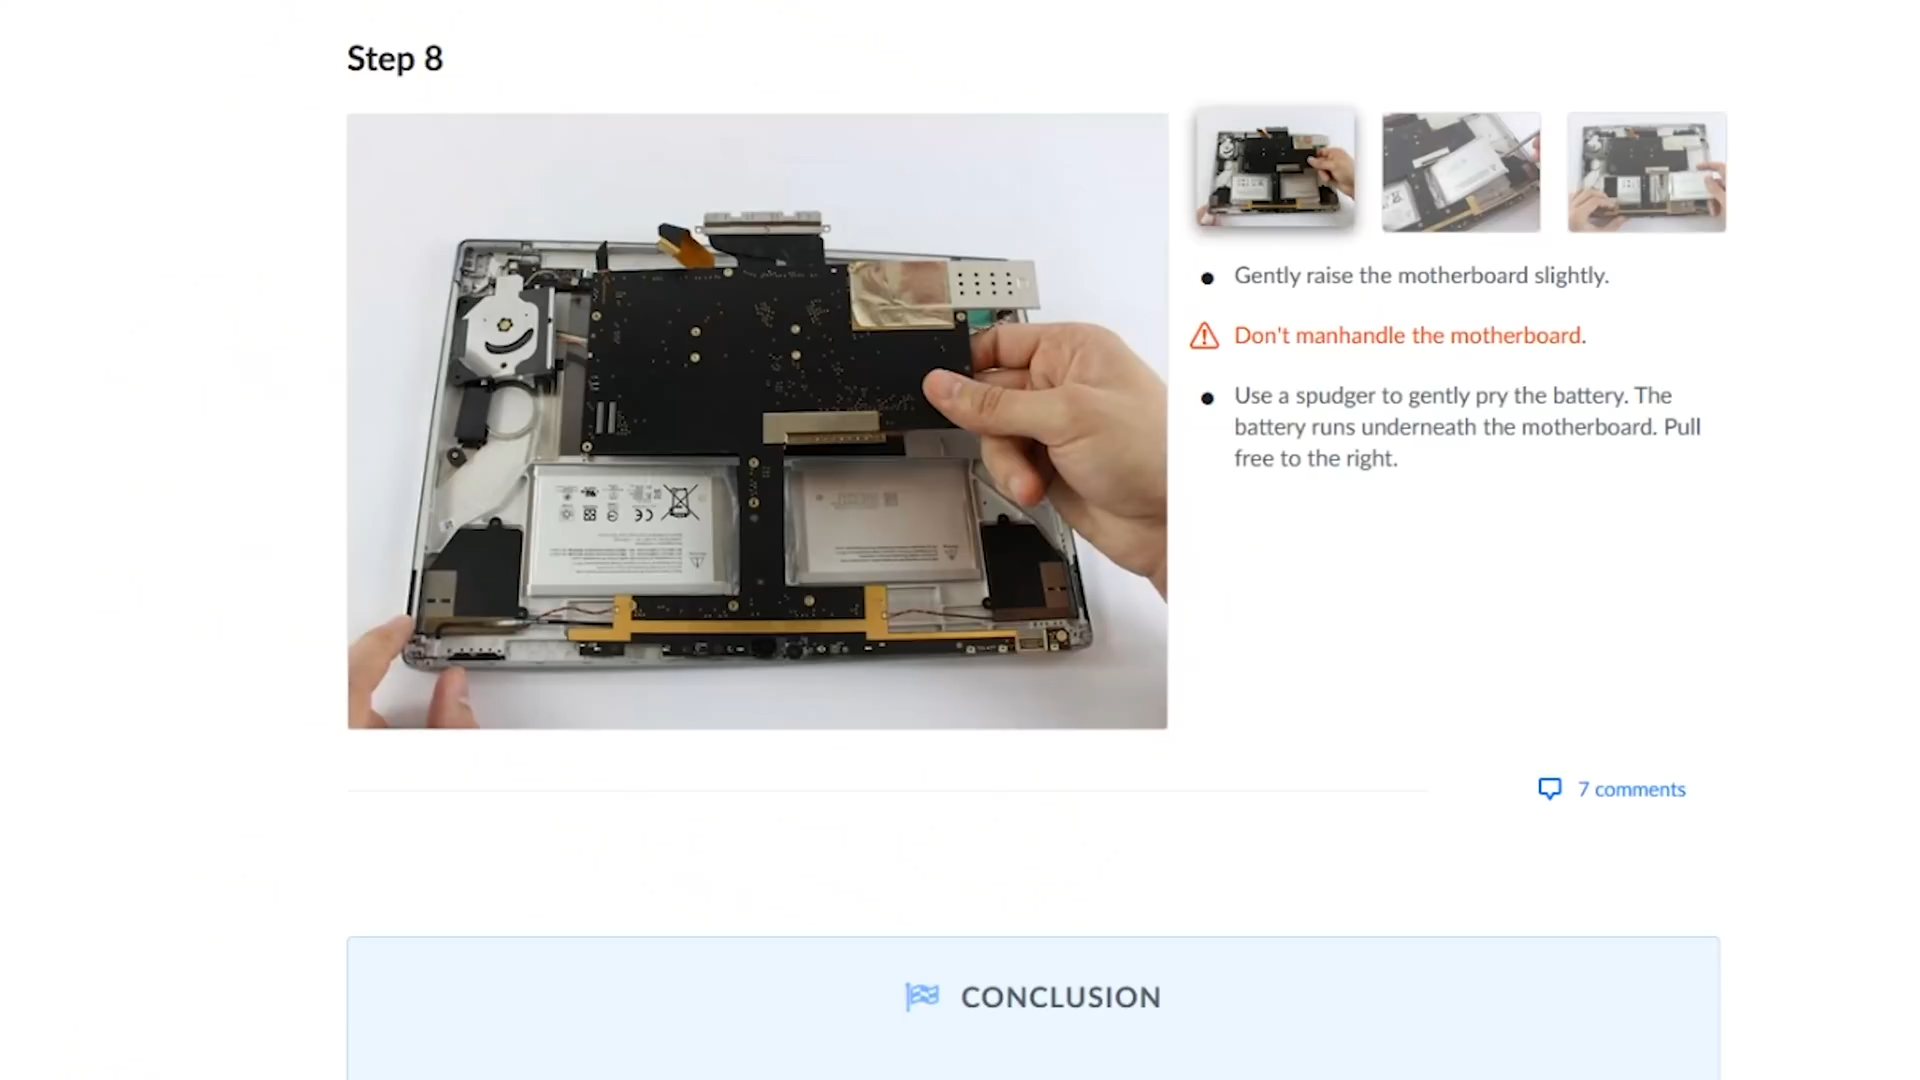 Step 8
Gently raise the motherboard slightly.
Don't manhandle the motherboard.
Use a spudger to gently pry the battery. The
battery runs underneath the motherboard. Pull
free to the right.
CE
7 comments
CONCLUSION